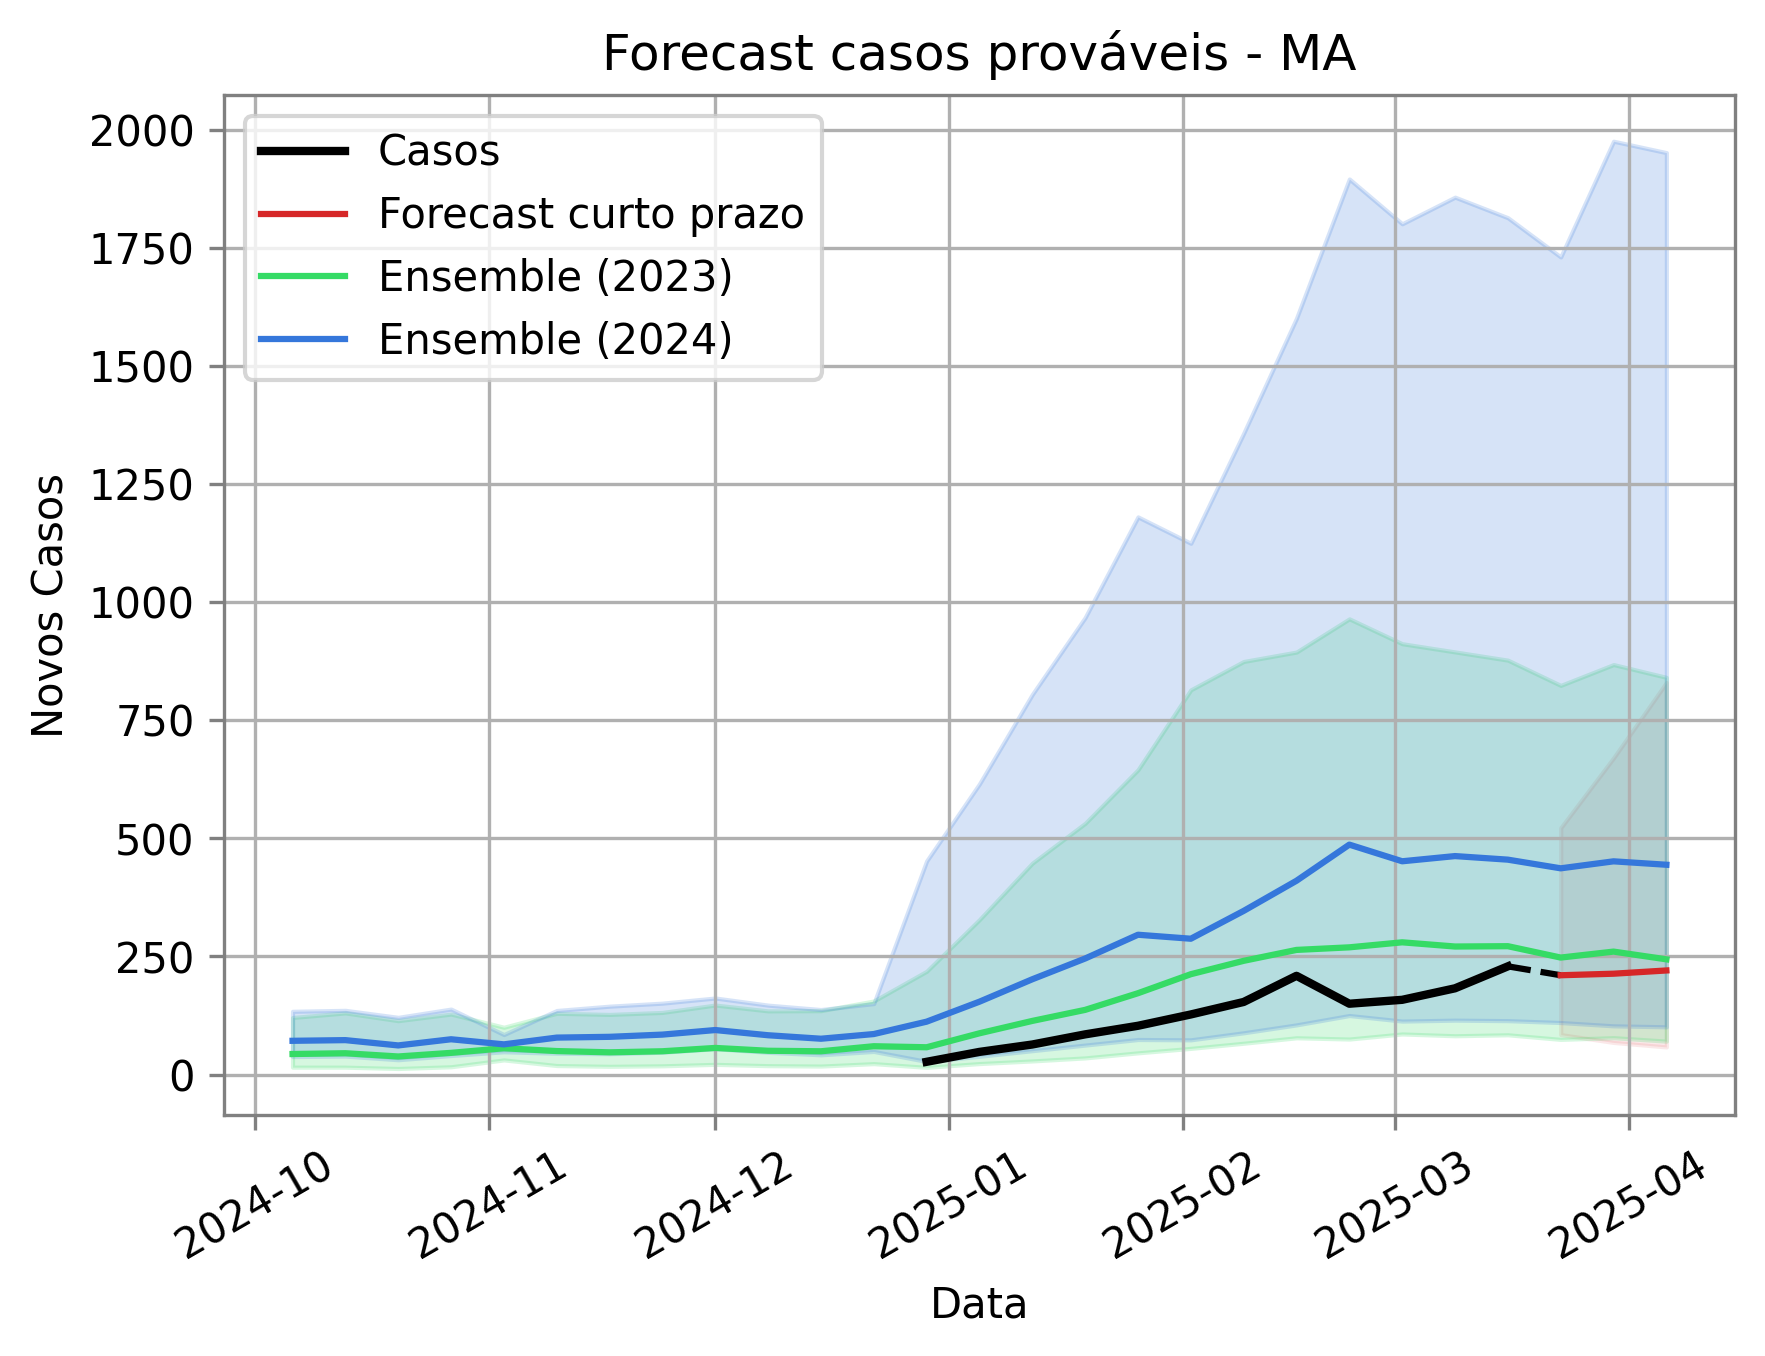 Forecast casos prováveis - MA
Casos
Forecast curto prazo
Ensemble (2023)
Ensemble (2024)
2000
1750
1500
1250
1000
750
500
250
0
Novos Casos
2024-10
2024-11
2024-12
2025-01
2025-02
2025-03
2025-04
Data